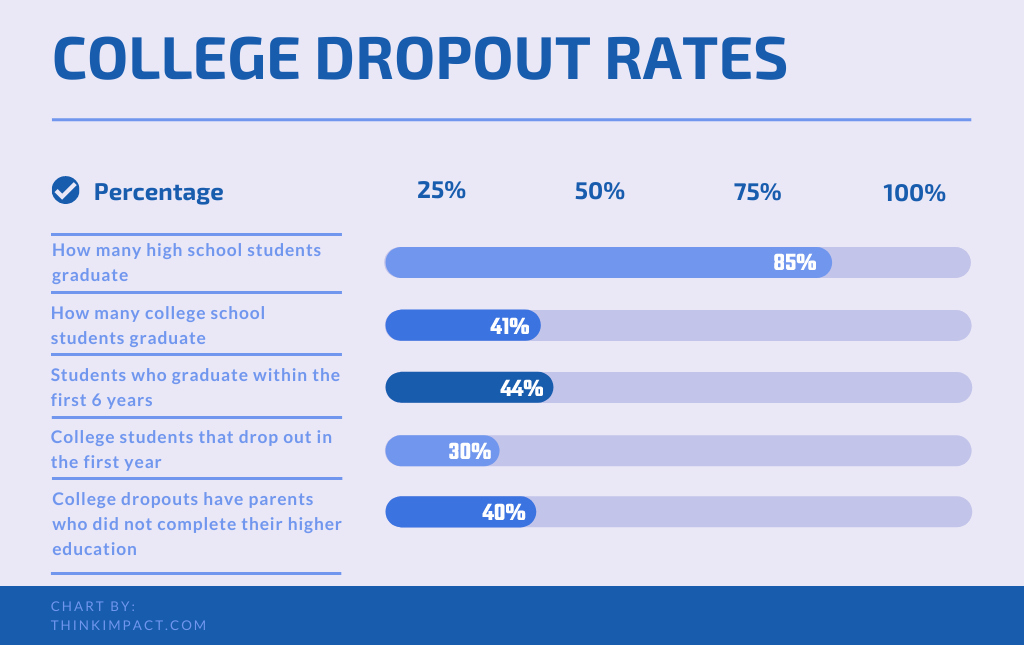 COLLEGE DROPOUT RATES
Percentage
25% 50% 75% 100%
How many high school students
graduate
85%
How many college school
students graduate
41%
Students who graduate within the
first 6 years
44%
College students that drop out in
the first year
30%
College dropouts have parents
who did not complete their higher
education
40%
CHART BY:
THINKIMPACT.COM